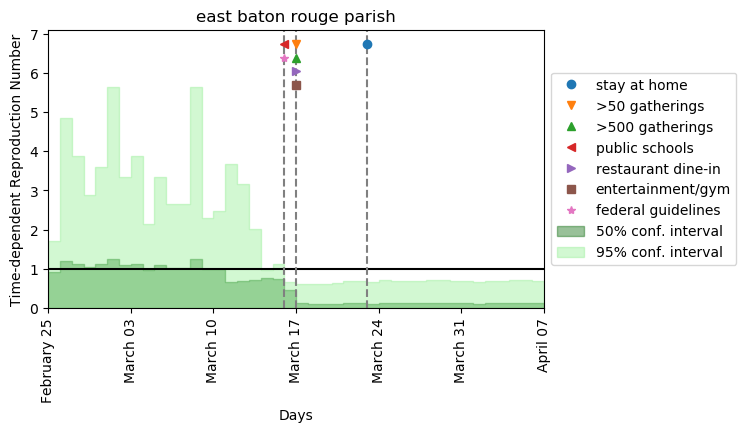 east baton rouge parish
Time-dependent Reproduction Number
7
6
5
4
3
2
1
0
February 25
March 03
March 10
March 17
March 24
March 31
April 07
Days
stay at home
>50 gatherings
>500 gatherings
public schools
restaurant dine-in
entertainment/gym
federal guidelines
50% conf. interval
95% conf. interval